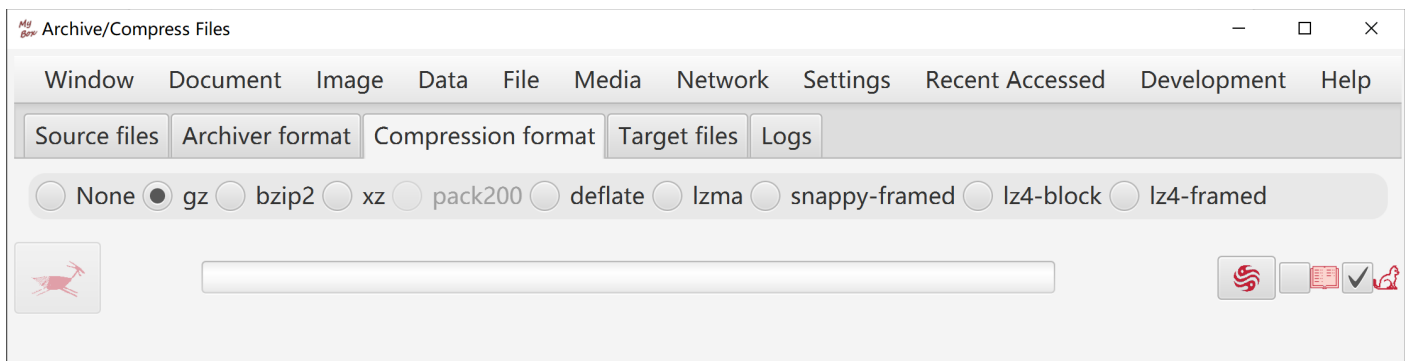 My Box Archive/Compress Files
Window Document Image Data File Media Network Settings Recent Accessed Development Help
Source files Archiver format Compression format Target files Logs
None gz bzip2 xz pack200 deflate lzma snappy-framed lz4-block lz4-framed